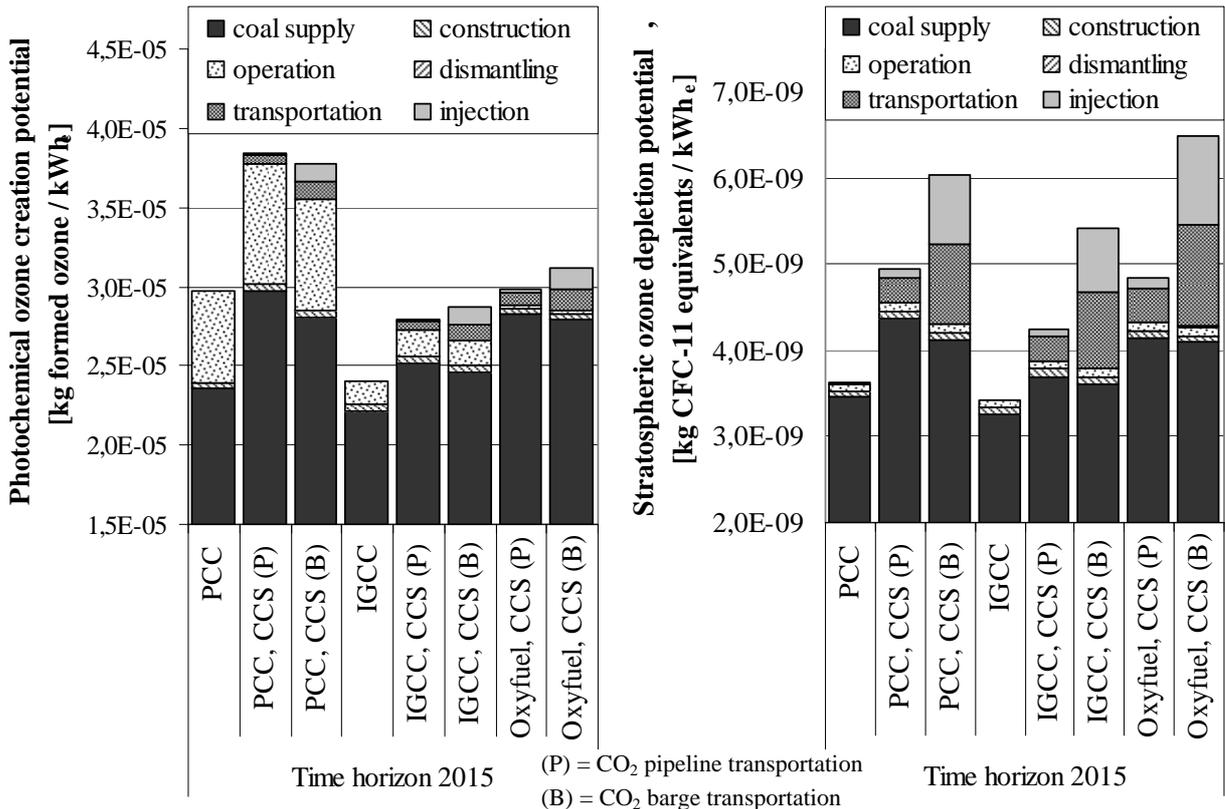 Photochemical ozone creation potential
[kg formed ozone / kWhe]
4,5E-05
4,0E-05
3,5E-05
3,0E-05
2,5E-05
2,0E-05
1,5E-05
coal supply
construction
operation
dismantling
transportation
injection
PCC
PCC, CCS (P)
PCC, CCS (B)
IGCC
IGCC, CCS (P)
IGCC, CCS (B)
Oxyfuel, CCS (P)
Oxyfuel, CCS (B)
Time horizon 2015
Stratospheric ozone depletion potential ,
[kg CFC-11 equivalents / kWhe]
7,0E-09
6,0E-09
5,0E-09
4,0E-09
3,0E-09
2,0E-09
coal supply
construction
operation
dismantling
transportation
injection
PCC
PCC, CCS (P)
PCC, CCS (B)
IGCC
IGCC, CCS (P)
IGCC, CCS (B)
Oxyfuel, CCS (P)
Oxyfuel, CCS (B)
Time horizon 2015
(P) = CO₂ pipeline transportation
(B) = CO₂ barge transportation